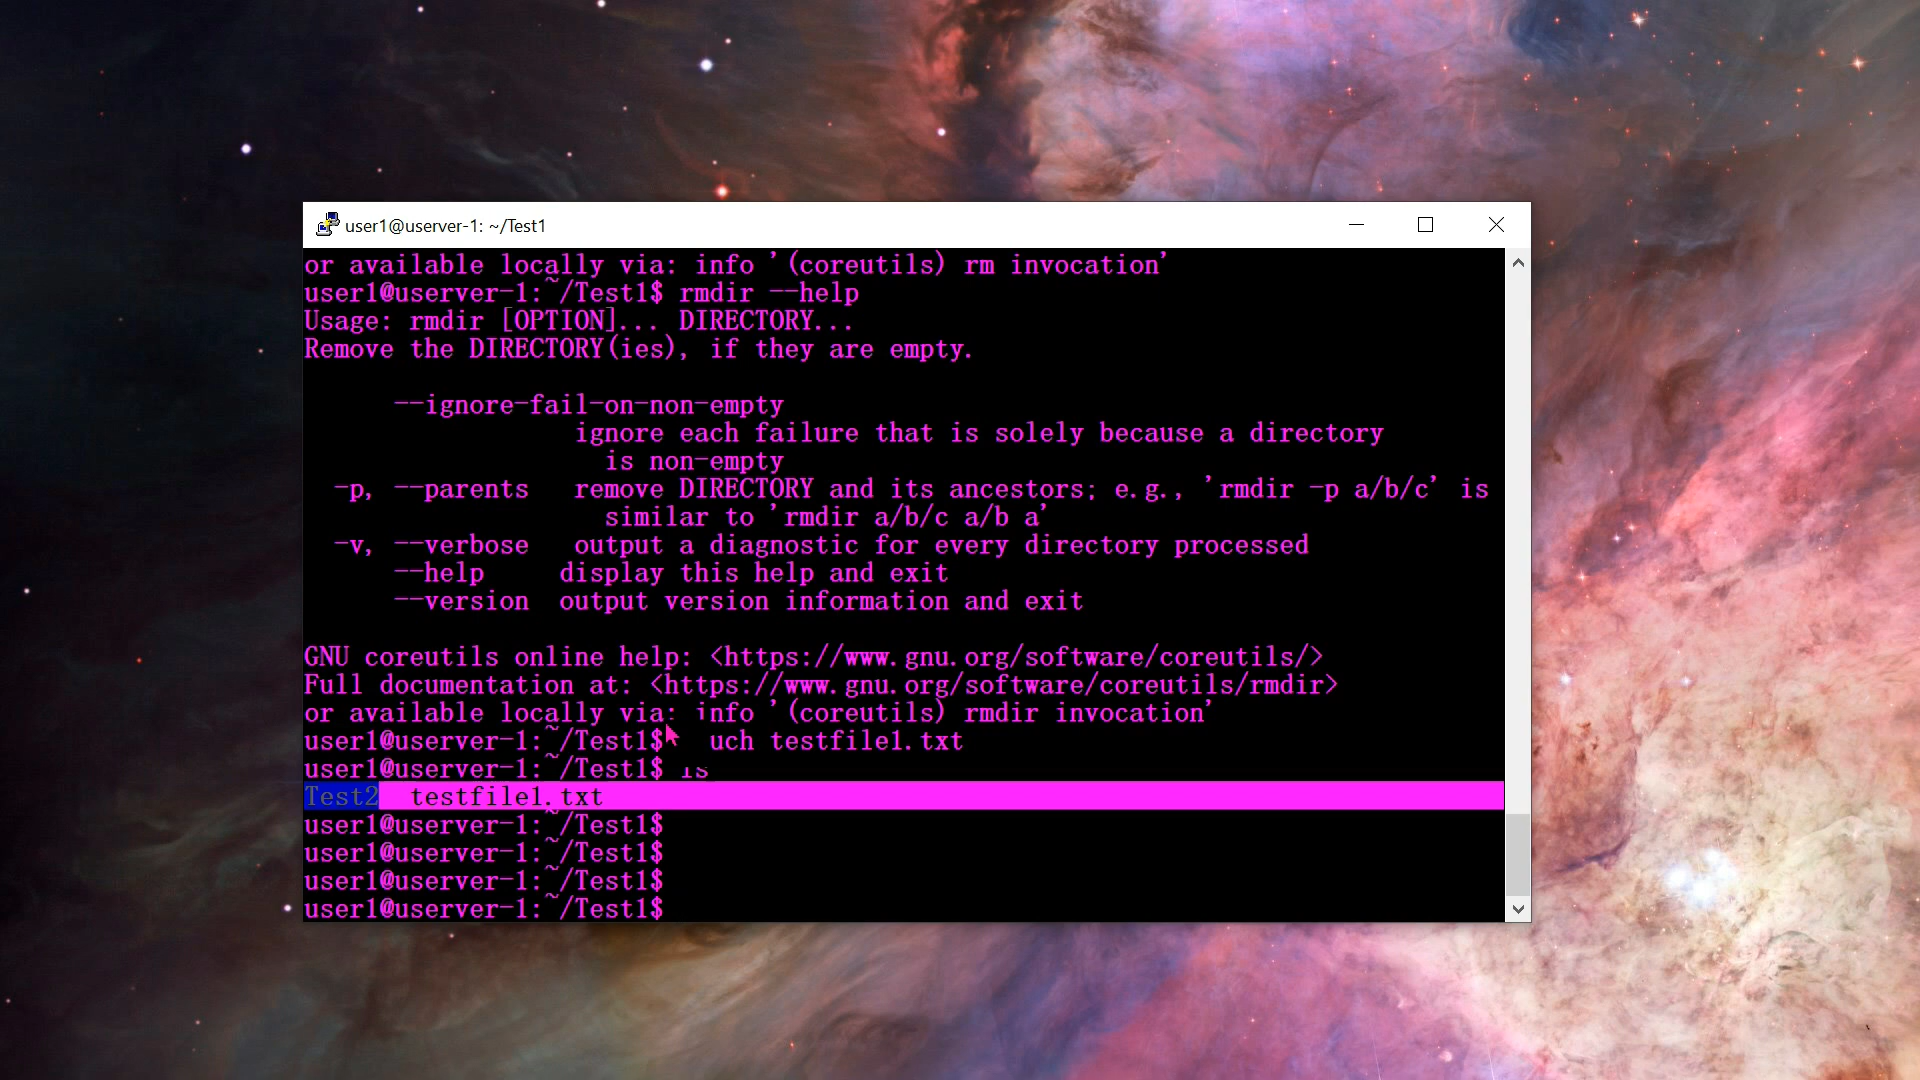 user1@userver-1: ~/Test1
or available locally via: info '(coreutils) rm invocation'
user1@userver-1:~/Test1$ rmdir --help
Usage: rmdir [OPTION]... DIRECTORY...
Remove the DIRECTORY(ies), if they are empty.
--ignore-fail-on-non-empty
ignore each failure that is solely because a directory
is non-empty
-p, --parents remove DIRECTORY and its ancestors; e.g., 'rmdir -p a/b/c' is
similar to 'rmdir a/b/c a/b a'
-v, --verbose output a diagnostic for every directory processed
--help display this help and exit
--version output version information and exit
GNU coreutils online help: <https://www.gnu.org/software/coreutils/>
Full documentation at: <https://www.gnu.org/software/coreutils/rmdir>
or available locally via: info '(coreutils) rmdir invocation'
user1@userver-1:~/Test1$ uch testfile1.txt
user1@userver-1:~/Test1$ ls
Test2 testfile1.txt
user1@userver-1:~/Test1$
user1@userver-1:~/Test1$
user1@userver-1:~/Test1$
user1@userver-1:~/Test1$